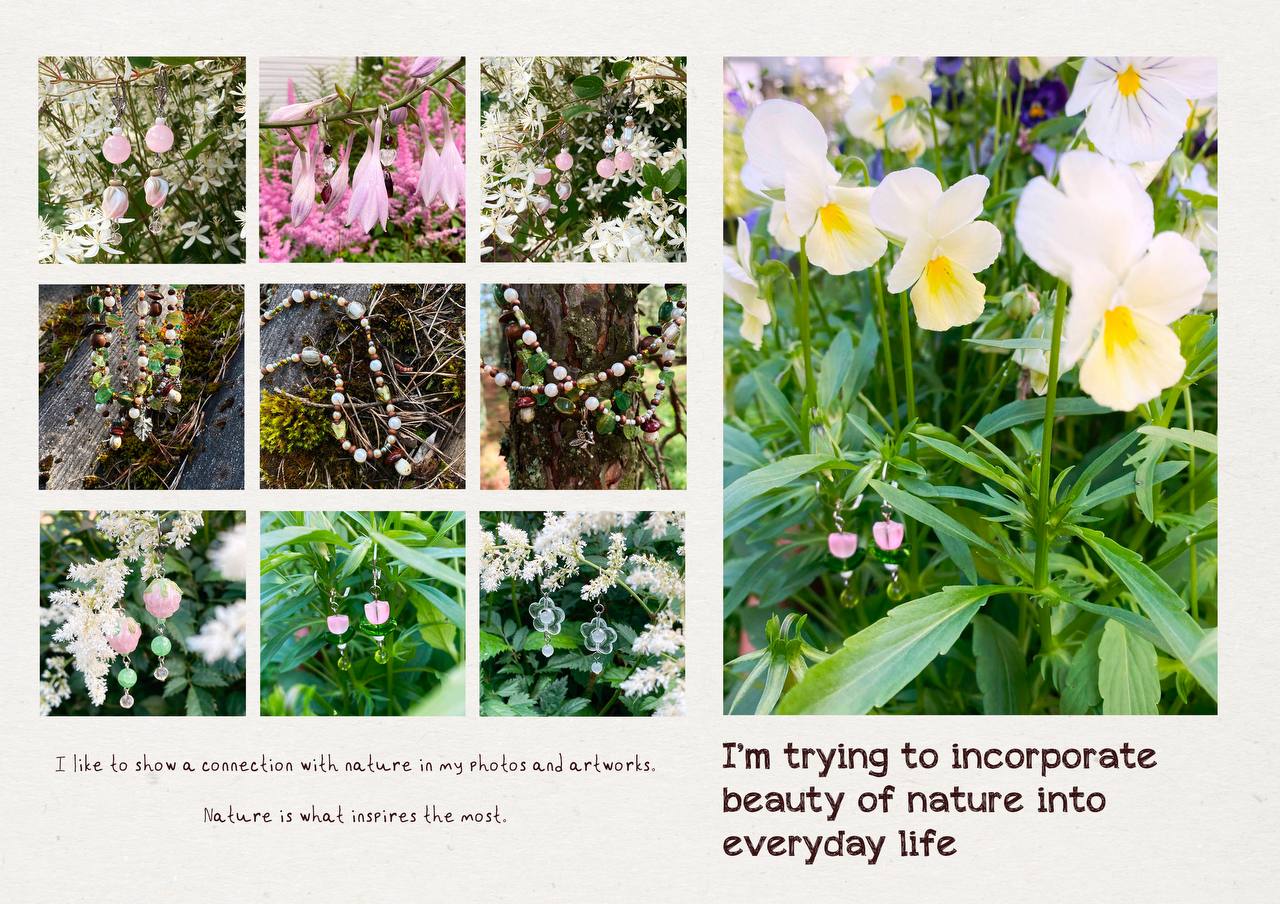 I like to show a connection with nature in my photos and artworks.
Nature is what inspires the most.
I'm trying to incorporate
beauty of nature into
everyday life